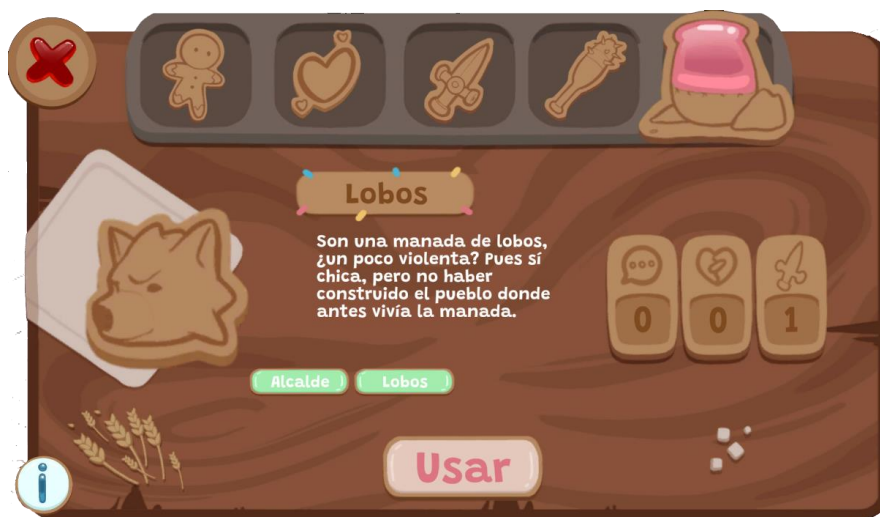 Lobos
Son una manada de lobos,
¿un poco violenta? Pues sí
chica, pero no haber
construido el pueblo donde
antes vivía la manada.
0 0 1
Alcalde Lobos
Usar
i